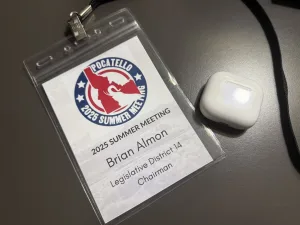 POCATELLO
2025 SUMMER MEETING
2025 SUMMER MEETING
Brian Almon
Legislative District 14
Chairman